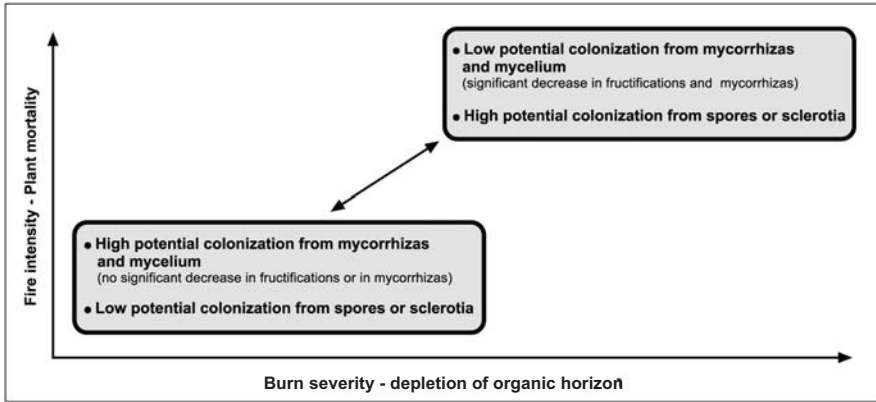 Fire intensity - Plant mortality
• Low potential colonization from mycorrhizas
and mycelium
(significant decrease in fructifications and mycorrhizas)
• High potential colonization from spores or sclerotia
• High potential colonization from mycorrhizas
and mycelium
(no significant decrease in fructifications or in mycorrhizas)
• Low potential colonization from spores or sclerotia
Burn severity - depletion of organic horizon